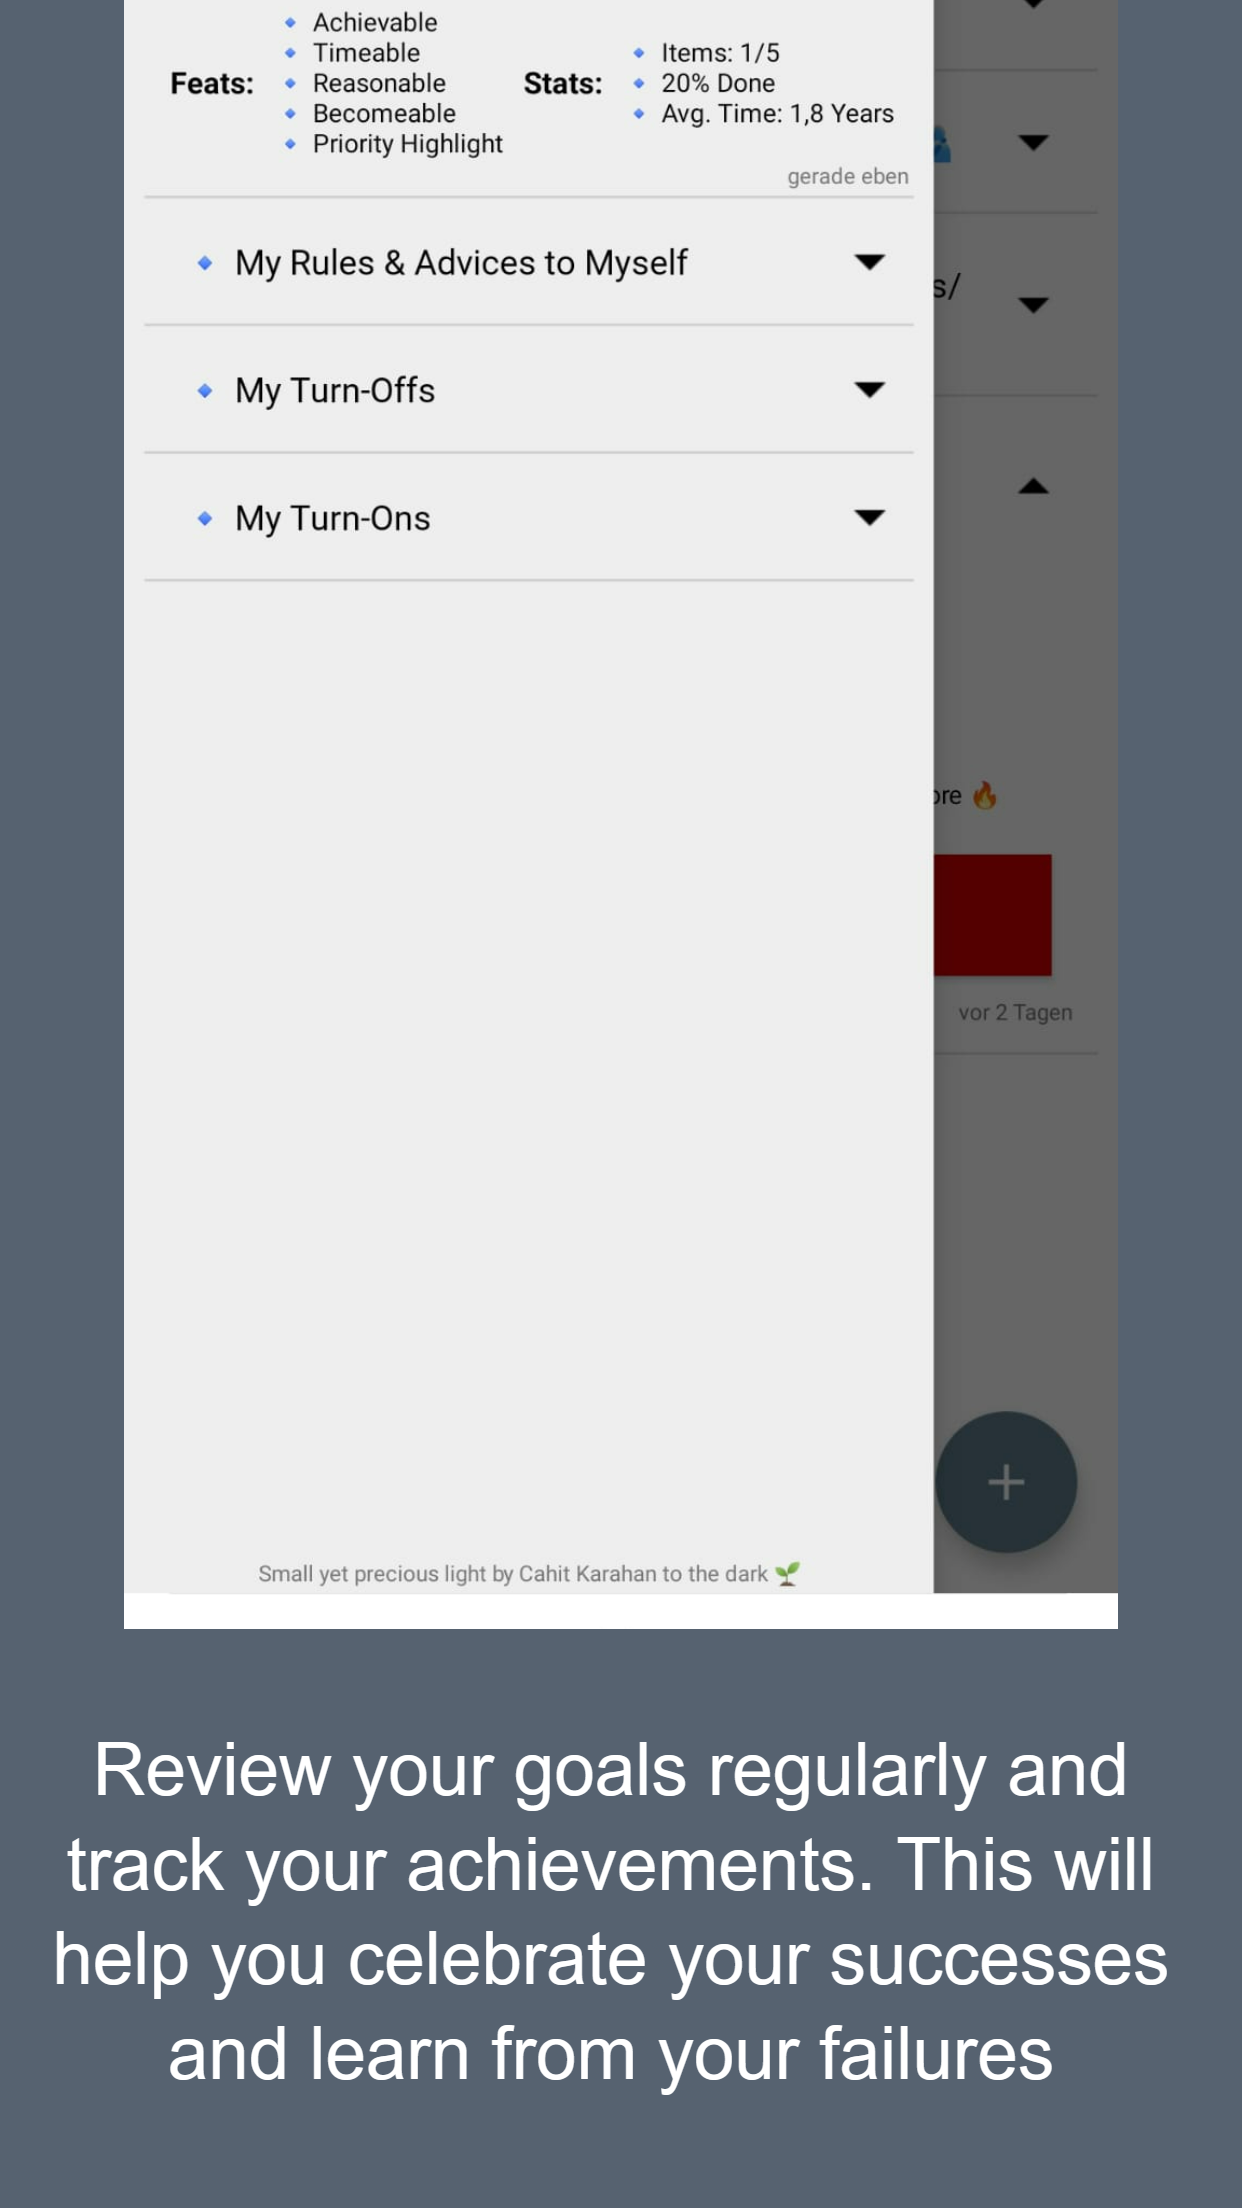 Feats:
Achievable
Timeable
Reasonable
Becomeable
Priority Highlight
Stats:
Items: 1/5
20% Done
Avg. Time: 1,8 Years
gerade eben
My Rules & Advices to Myself
s/
My Turn-Offs
My Turn-Ons
ore 🔥
vor 2 Tagen
+
Small yet precious light by Cahit Karahan to the dark 🌱
Review your goals regularly and
track your achievements. This will
help you celebrate your successes
and learn from your failures